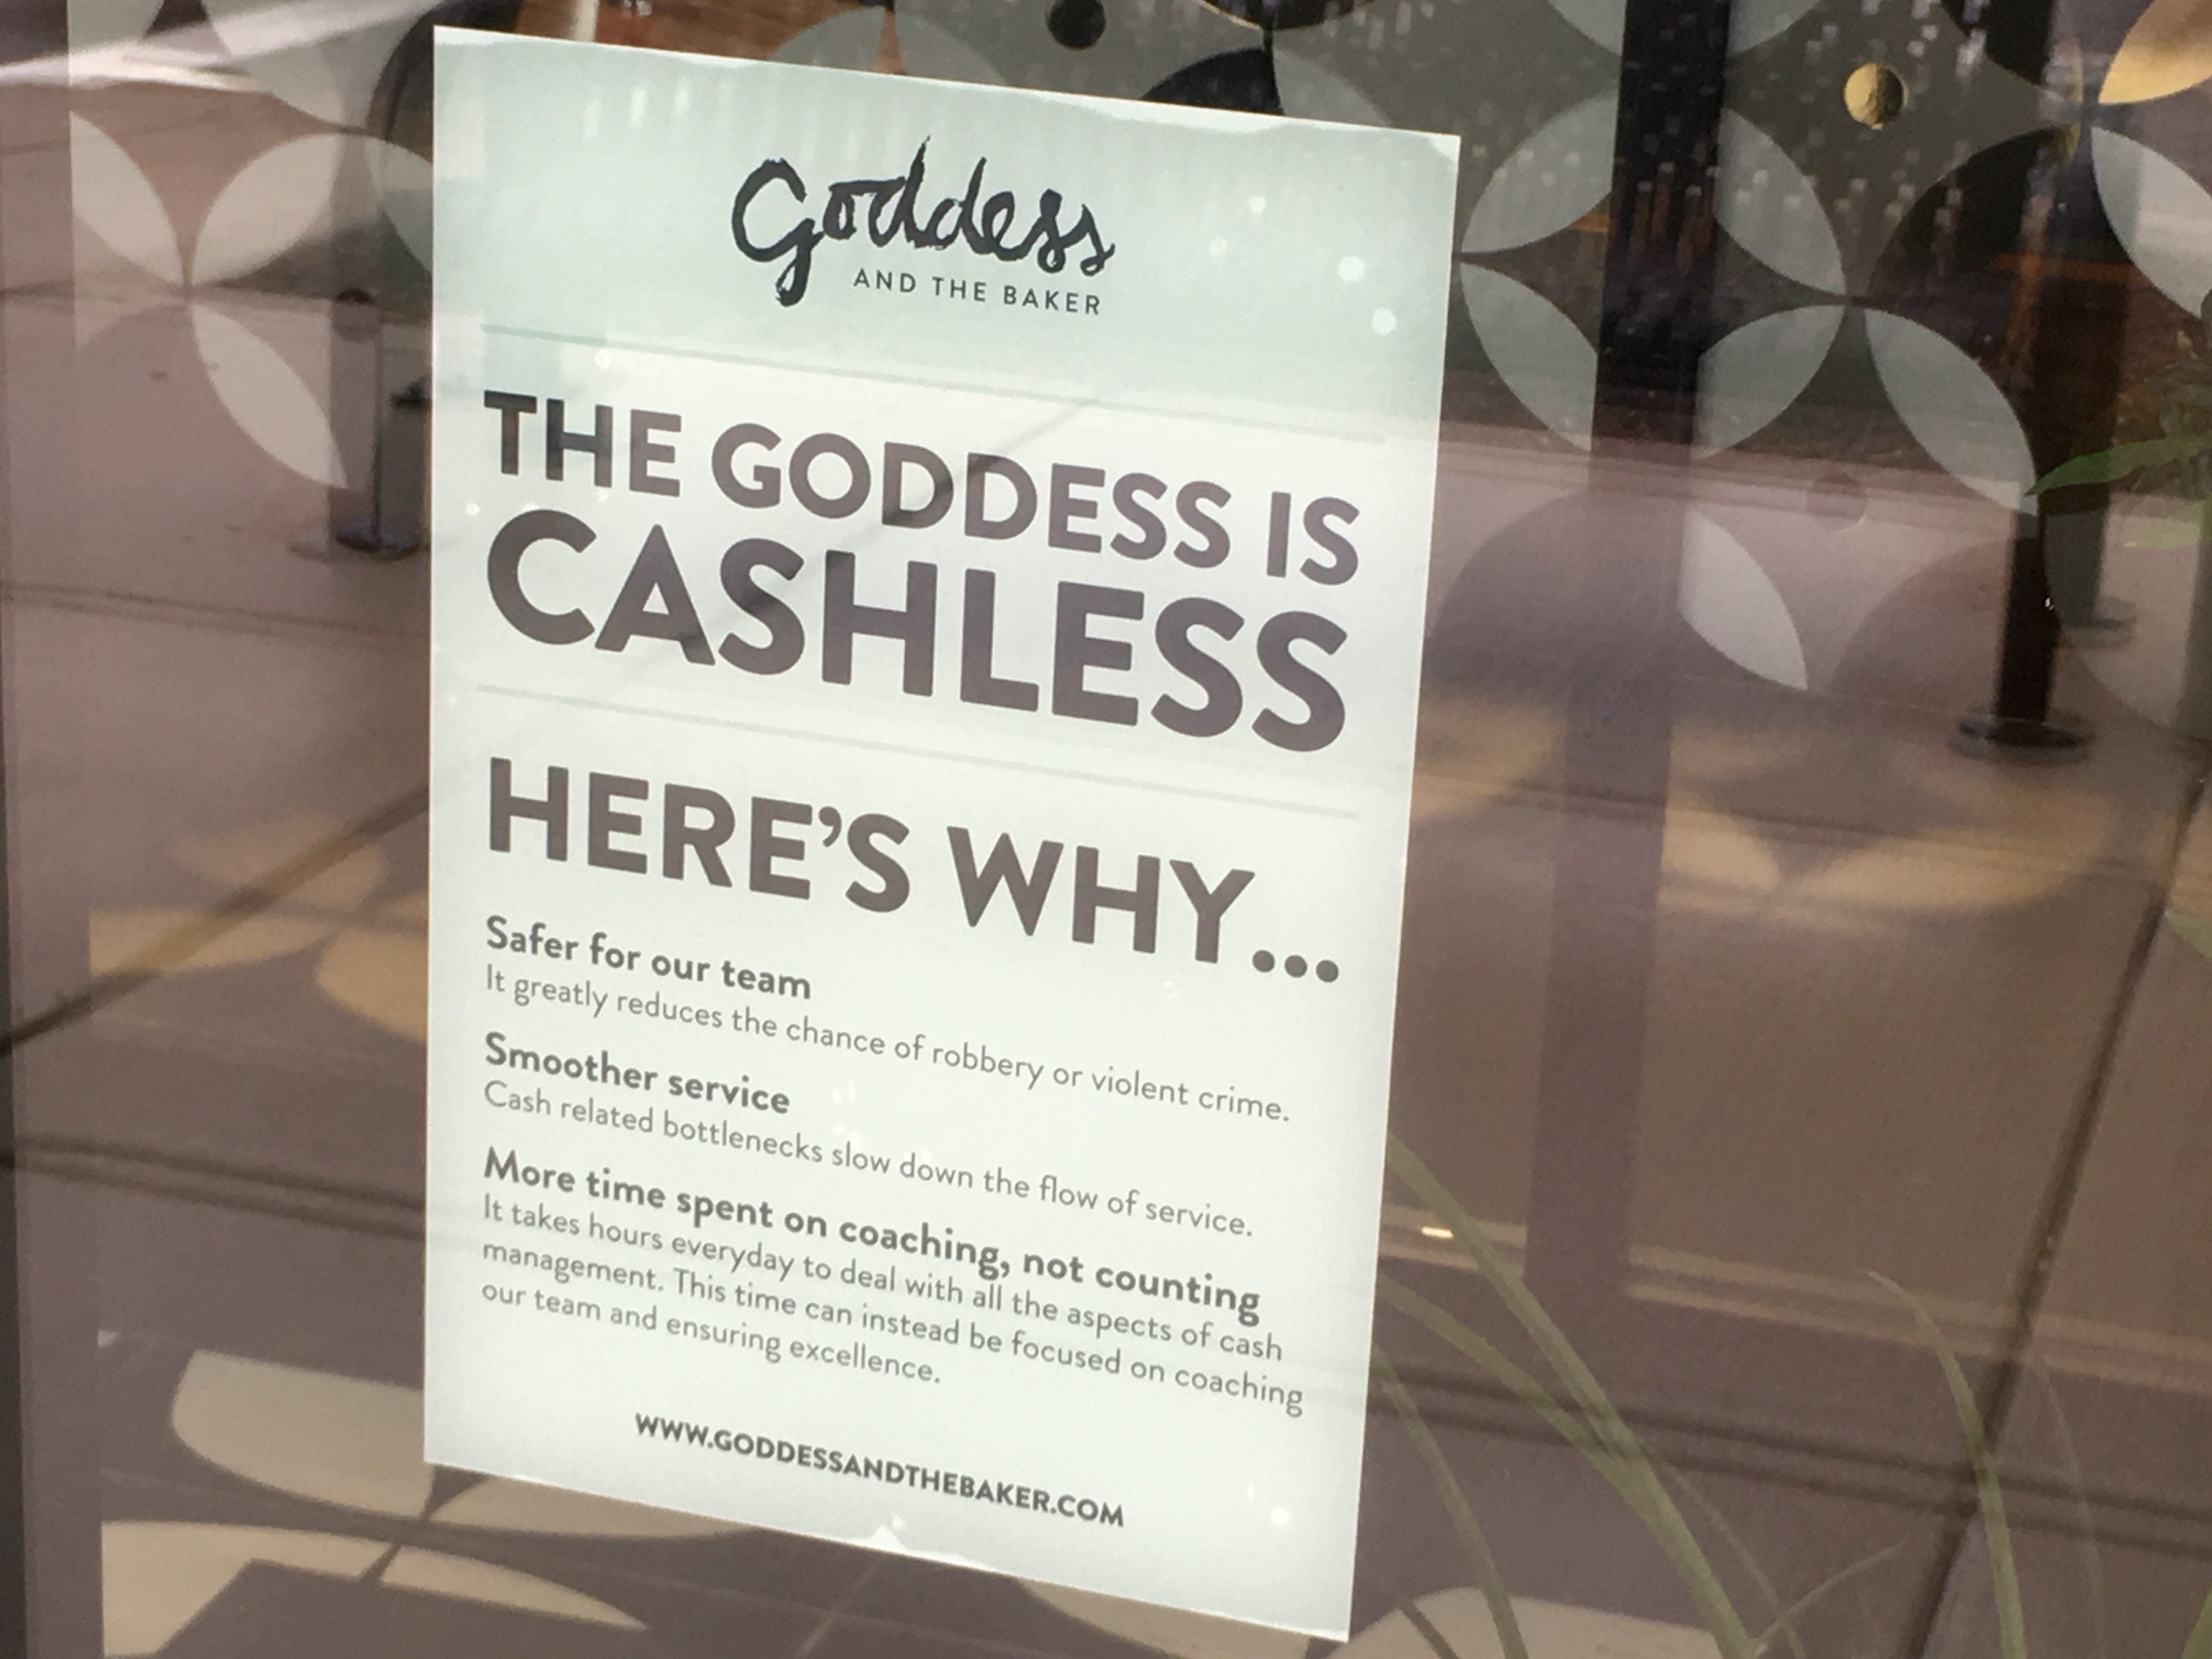 Goddess
AND THE BAKER
THE GODDESS IS
CASHLESS
HERE'S WHY...
Safer for our team
It greatly reduces the chance of robbery or violent crime.
Smoother service
Cash related bottlenecks slow down the flow of service.
More time spent on coaching, not counting
It takes hours everyday to deal with all the aspects of cash
management. This time can instead be focused on coaching
our team and ensuring excellence.
WWW.GODDESSANDTHEBAKER.COM